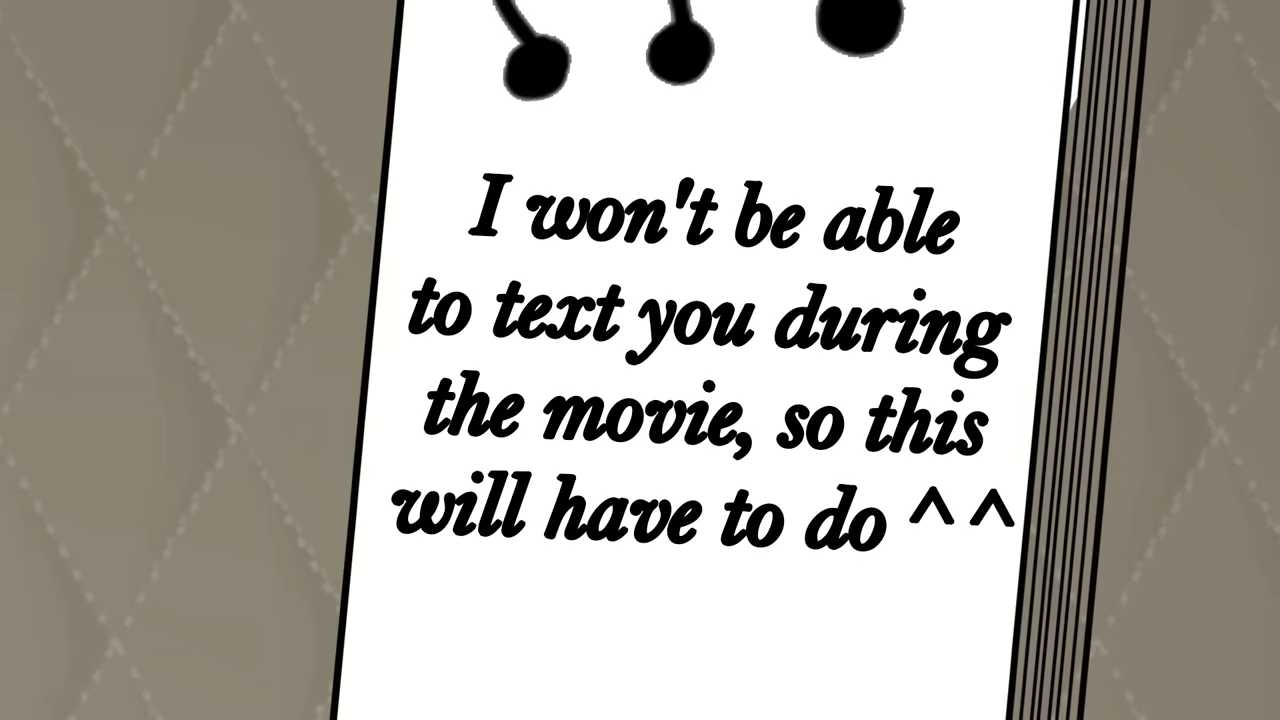 I won't be able
to text you during
the movie, so this
will have to do ^^